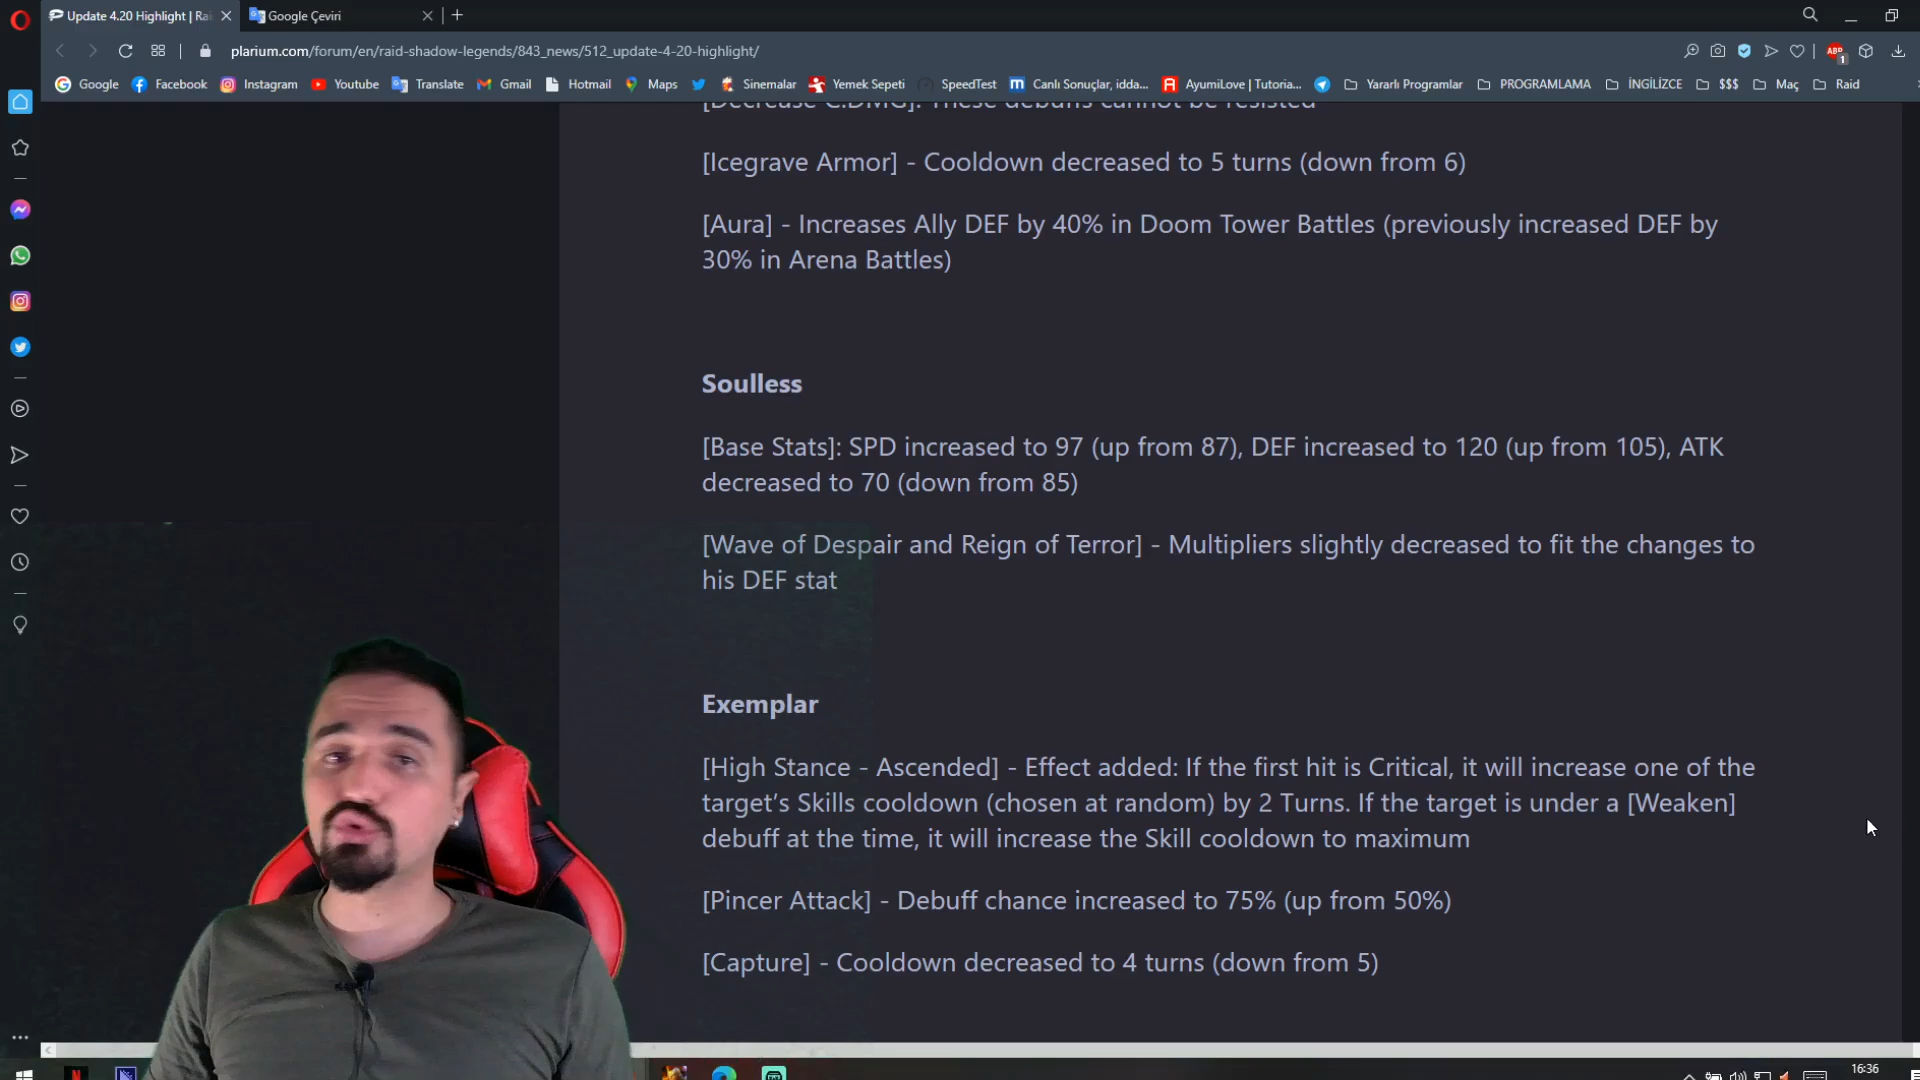 Update 4.20 Highlight | Ra
Google Çeviri
plarium.com/forum/en/raid-shadow-legends/843_news/512_update-4-20-highlight/
ABP
1
Google
Facebook
Instagram
Youtube
Translate
Gmail
Hotmail
Maps
Sinemalar
Yemek Sepeti
SpeedTest
Canlı Sonuçlar, idda...
AyumiLove | Tutoria...
Yararlı Programlar
PROGRAMLAMA
İNGİLİZCE
$$$
Maç
Raid
[Decrease C.DMG]. These debuffs cannot be resisted
[Icegrave Armor] - Cooldown decreased to 5 turns (down from 6)
[Aura] - Increases Ally DEF by 40% in Doom Tower Battles (previously increased DEF by
30% in Arena Battles)
Soulless
[Base Stats]: SPD increased to 97 (up from 87), DEF increased to 120 (up from 105), ATK
decreased to 70 (down from 85)
[Wave of Despair and Reign of Terror] - Multipliers slightly decreased to fit the changes to
his DEF stat
Exemplar
[High Stance - Ascended] - Effect added: If the first hit is Critical, it will increase one of the
target’s Skills cooldown (chosen at random) by 2 Turns. If the target is under a [Weaken]
debuff at the time, it will increase the Skill cooldown to maximum
[Pincer Attack] - Debuff chance increased to 75% (up from 50%)
[Capture] - Cooldown decreased to 4 turns (down from 5)
16:36